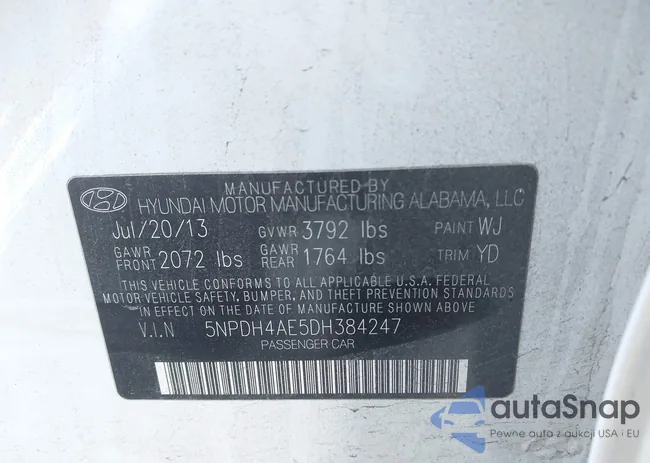 MANUFACTURED BY
HYUNDAI MOTOR MANUFACTURING ALABAMA, LLC
Jul/20/13 GVWR 3792 lbs PAINT WJ
GAWR FRONT 2072 lbs GAWR REAR 1764 lbs TRIM YD
THIS VEHICLE CONFORMS TO ALL APPLICABLE U.S.A. FEDERAL
MOTOR VEHICLE SAFETY, BUMPER, AND THEFT PREVENTION STANDARDS
IN EFFECT ON THE DATE OF MANUFACTURE SHOWN ABOVE
V.I.N 5NPDH4AE5DH384247
PASSENGER CAR
autaSnap
Pewne auta z aukcji USA i EU